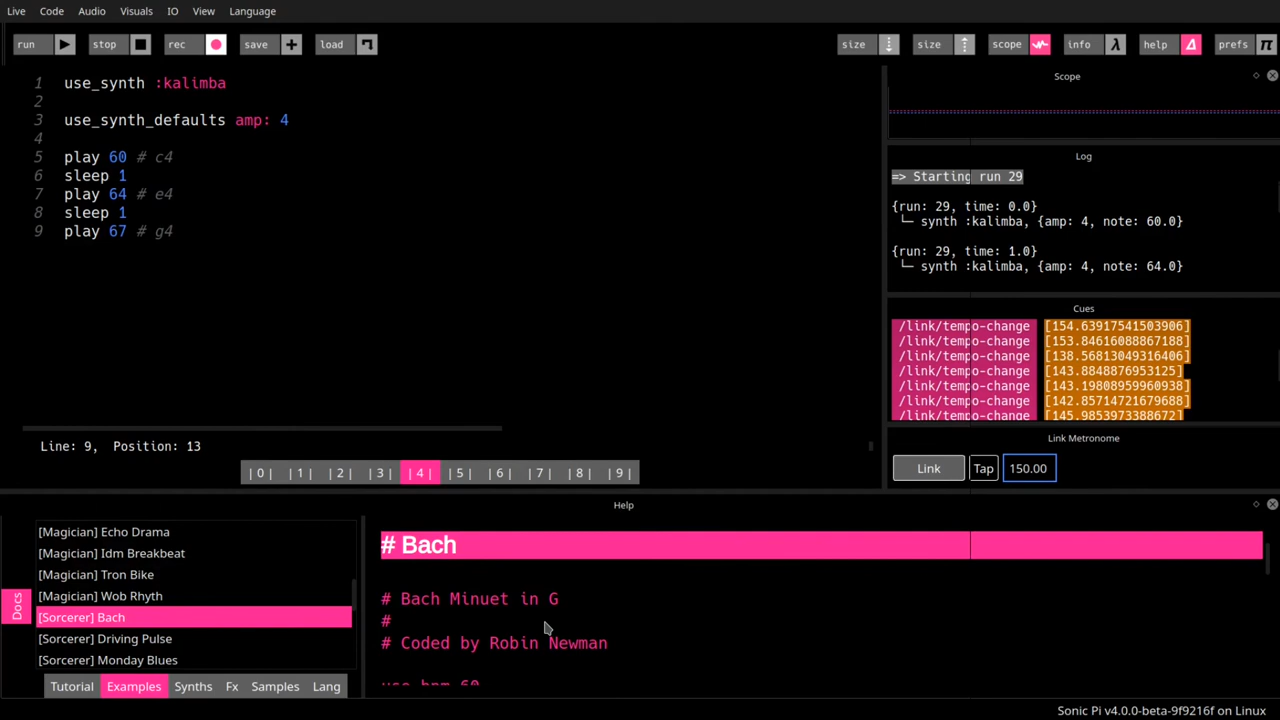 Live Code Audio Visuals IO View Language
run stop rec save load size size scope info λ help prefs π
1 use_synth :kalimba
2
3 use_synth_defaults amp: 4
4
5 play 60 # c4
6 sleep 1
7 play 64 # e4
8 sleep 1
9 play 67 # g4
Line: 9, Position: 13
|0| |1| |2| |3| |4| |5| |6| |7| |8| |9|
Scope
Log
=> Starting run 29
{run: 29, time: 0.0}
└─ synth :kalimba, {amp: 4, note: 60.0}
{run: 29, time: 1.0}
└─ synth :kalimba, {amp: 4, note: 64.0}
Cues
/link/tempo-change [154.63917541503906]
/link/tempo-change [153.84616088867188]
/link/tempo-change [138.56813049316406]
/link/tempo-change [143.8848876953125]
/link/tempo-change [143.19808959960938]
/link/tempo-change [142.85714721679688]
/link/tempo-change [145.9853973388672]
Link Metronome
Link Tap 150.00
Help
Docs
[Magician] Echo Drama
[Magician] Idm Breakbeat
[Magician] Tron Bike
[Magician] Wob Rhyth
[Sorcerer] Bach
[Sorcerer] Driving Pulse
[Sorcerer] Monday Blues
Tutorial Examples Synths Fx Samples Lang
# Bach
# Bach Minuet in G
#
# Coded by Robin Newman
use_bpm 60
Sonic Pi v4.0.0-beta-9f9216f on Linux